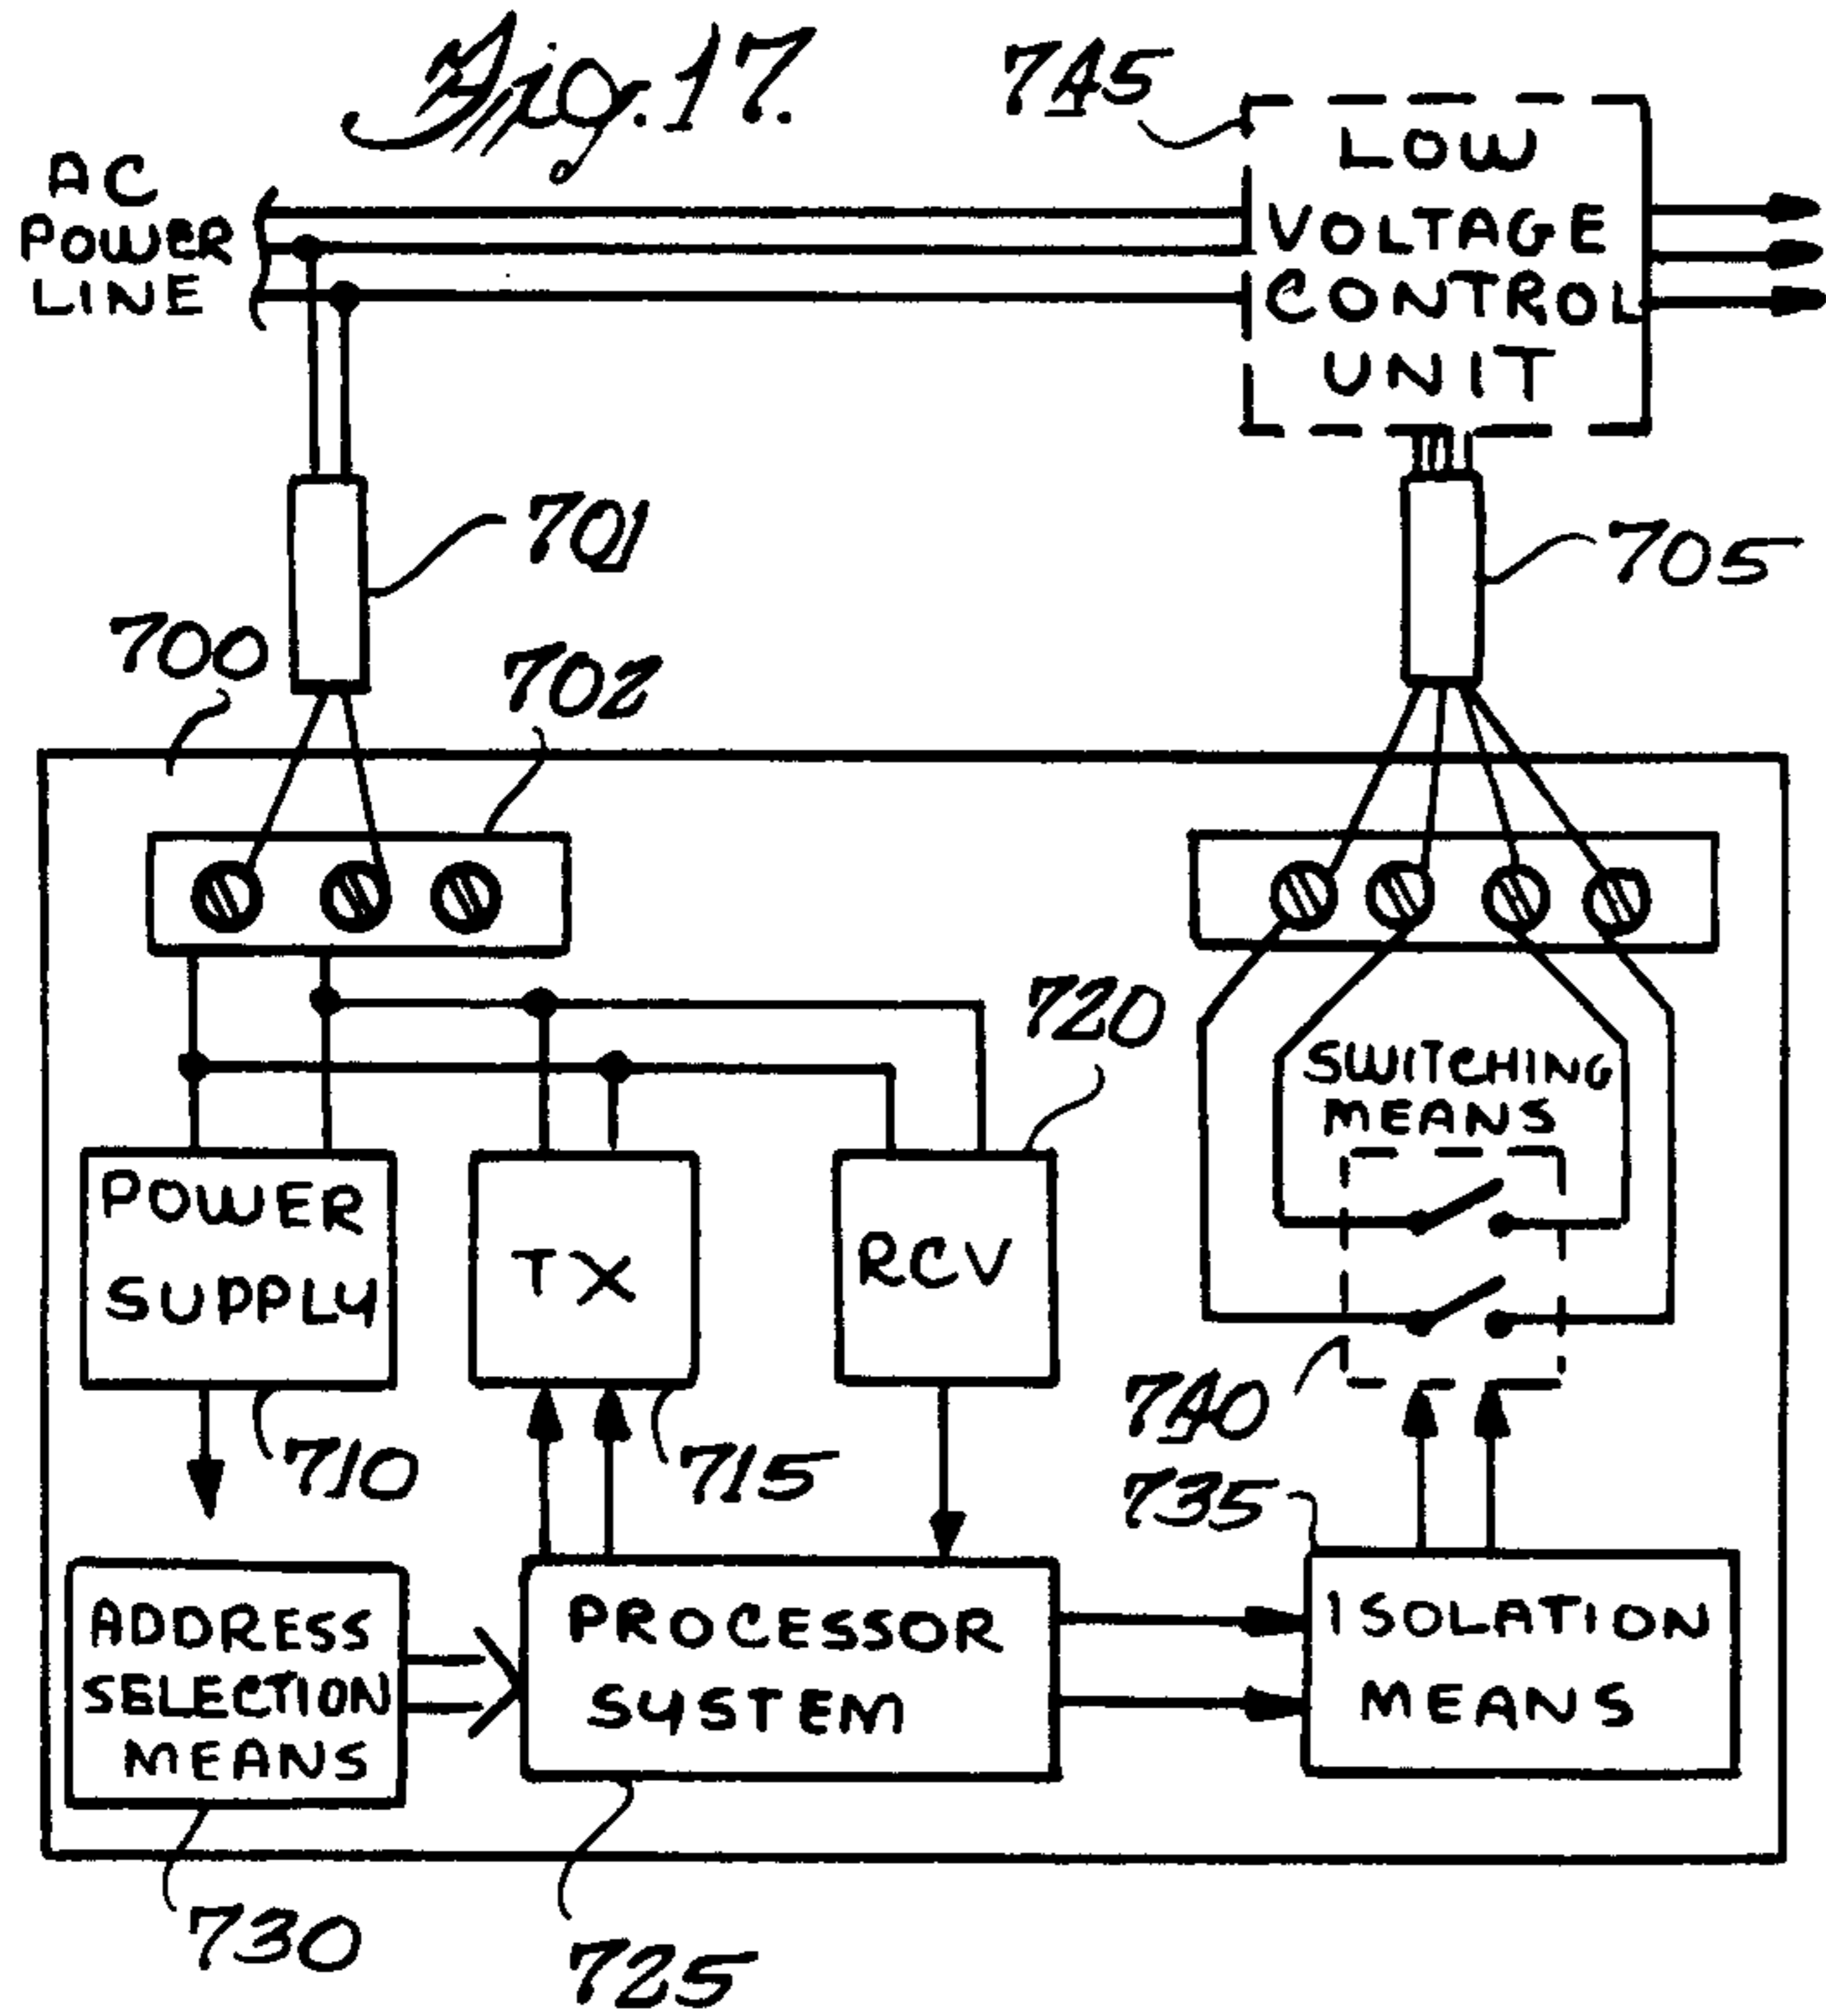 Fig. 17.
745
AC
POWER
LINE
LOW
VOLTAGE
CONTROL
UNIT
701
705
700
702
720
SWITCHING
MEANS
POWER
SUPPLY
TX
RCV
740
710
715
735
ADDRESS
SELECTION
MEANS
PROCESSOR
SYSTEM
ISOLATION
MEANS
730
725